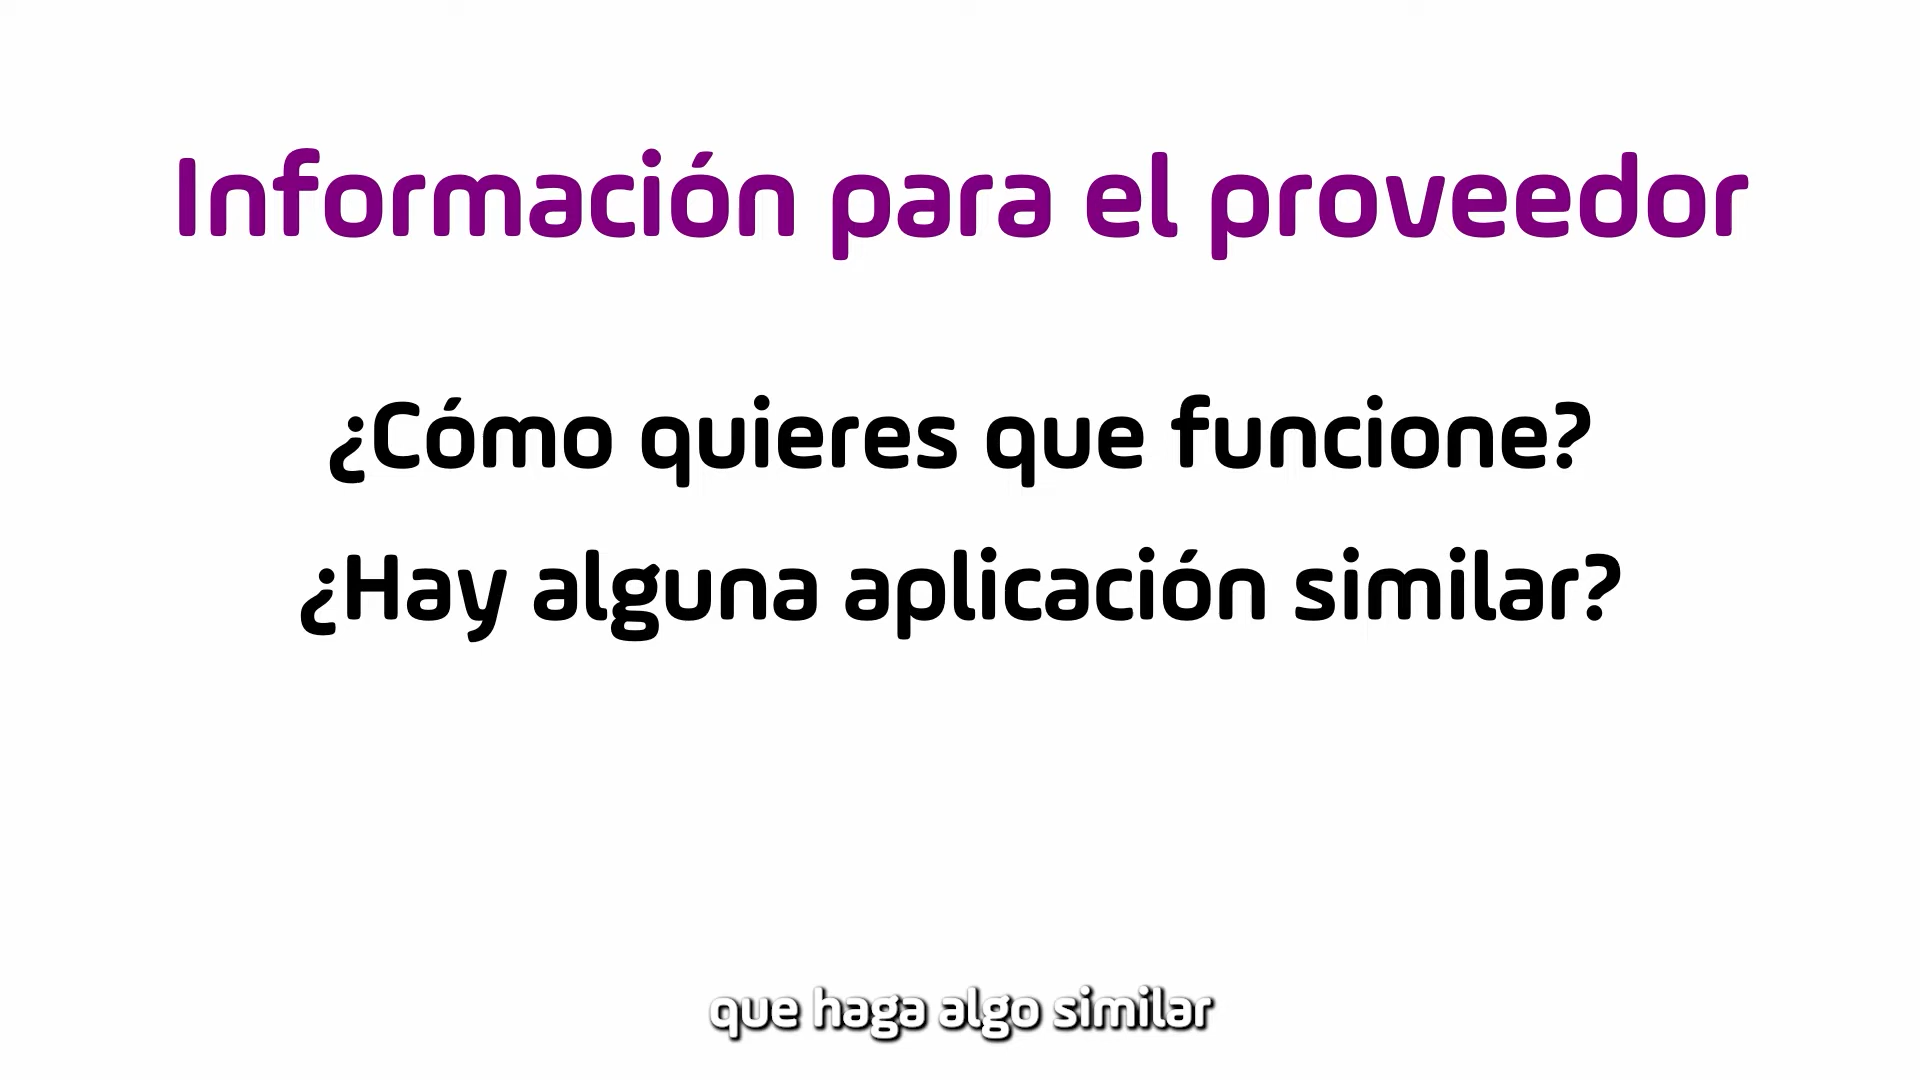 Información para el proveedor
¿Cómo quieres que funcione?
¿Hay alguna aplicación similar?
que haga algo similar